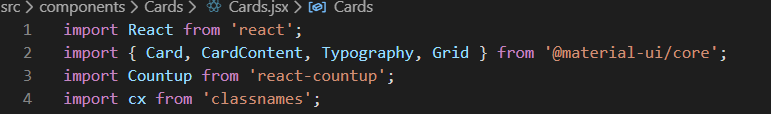 src > components > Cards > Cards.jsx > Cards
1 import React from 'react';
2 import { Card, CardContent, Typography, Grid } from '@material-ui/core';
3 import Countup from 'react-countup';
4 import cx from 'classnames';